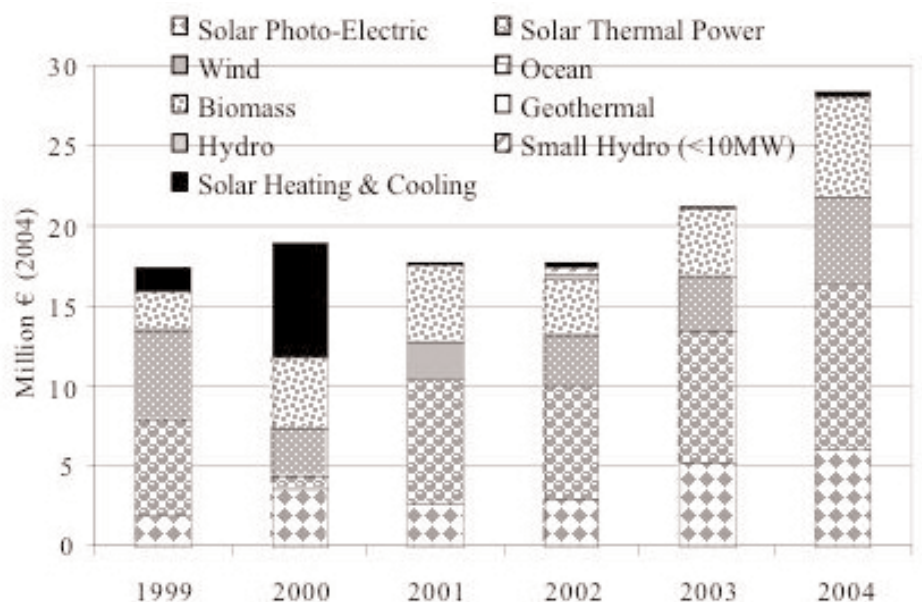 Solar Photo-Electric
Solar Thermal Power
Wind
Ocean
Biomass
Geothermal
Hydro
Small Hydro (<10MW)
Solar Heating & Cooling
Million € (2004)
30
25
20
15
10
5
0
1999 2000 2001 2002 2003 2004